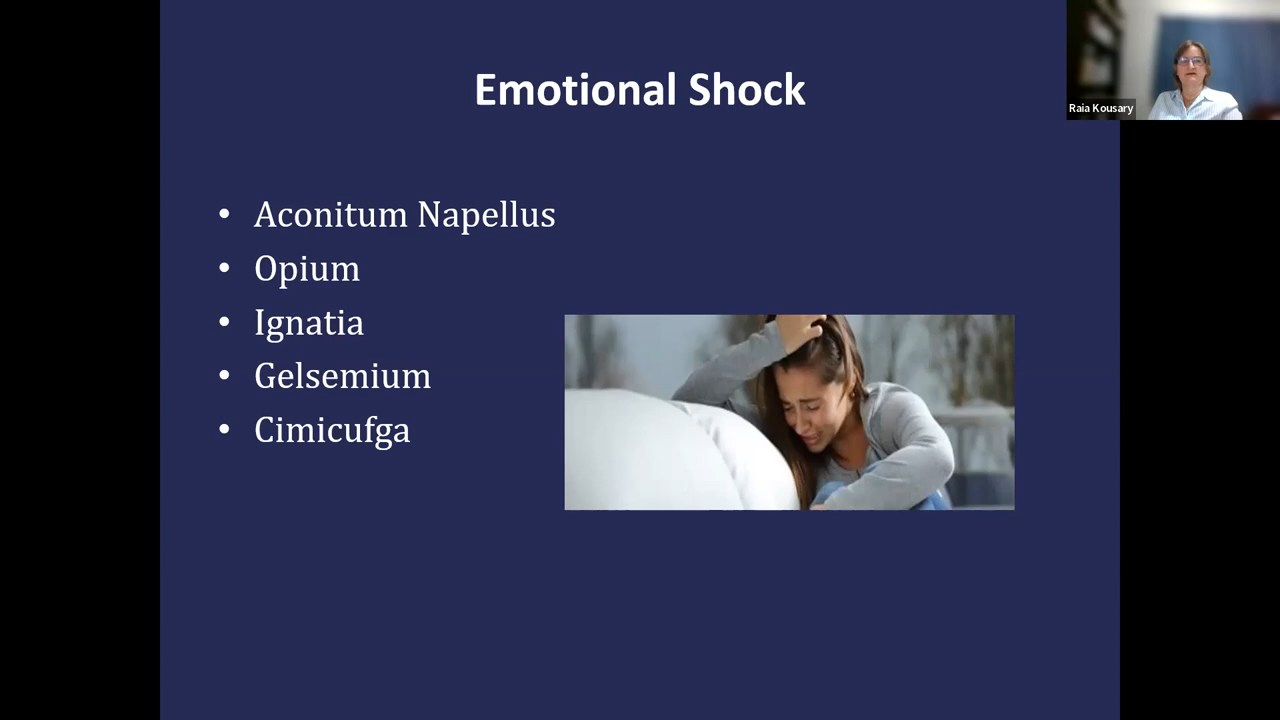 Emotional Shock
Raia Kousary
• Aconitum Napellus
• Opium
• Ignatia
• Gelsemium
• Cimicufga